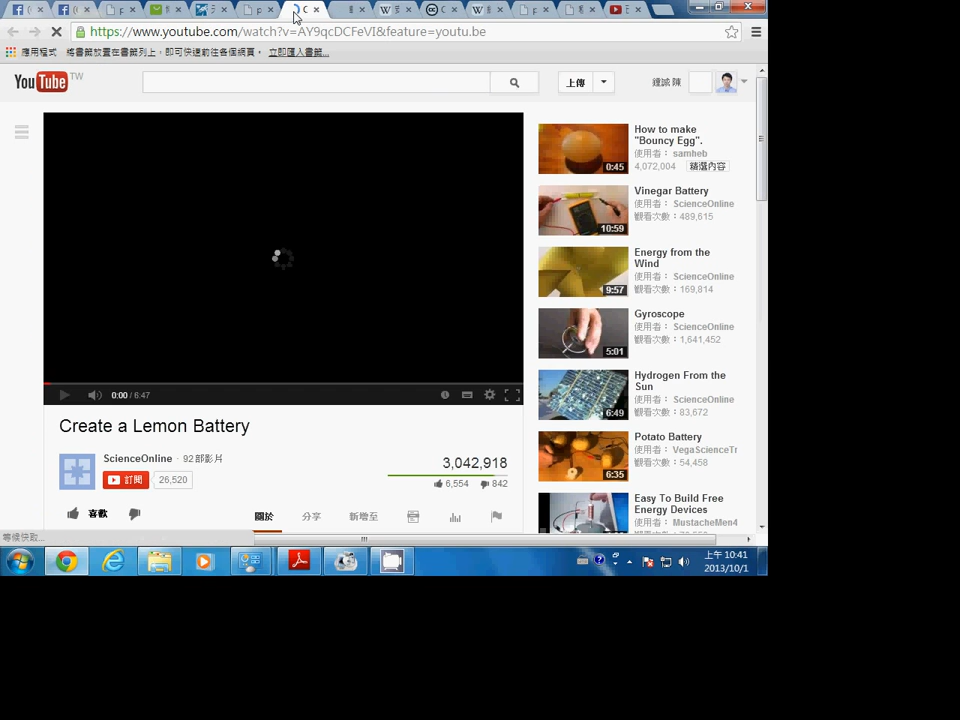 https://www.youtube.com/watch?v=AY9qcDCFeVI&feature=youtu.be
應用程式 將書籤放置在書籤列上，即可快速前往各個網頁。 立即匯入書籤...
YouTube TW
上傳
鍾誠 陳
How to make
"Bouncy Egg".
使用者： samheb
4,072,004 精選內容
0:45
Vinegar Battery
使用者： ScienceOnline
觀看次數：489,615
10:59
Energy from the
Wind
使用者： ScienceOnline
觀看次數：169,814
9:57
Gyroscope
使用者： ScienceOnline
觀看次數：1,641,452
5:01
Hydrogen From the
Sun
使用者： ScienceOnline
觀看次數：83,672
6:49
Potato Battery
使用者： VegaScienceTr
觀看次數：54,458
6:35
Easy To Build Free
Energy Devices
使用者： MustacheMen4
0:00 / 6:47
Create a Lemon Battery
ScienceOnline · 92 部影片
訂閱 26,520
3,042,918
6,554 842
喜歡
關於 分享 新增至
等候快取...
上午 10:41
2013/10/1